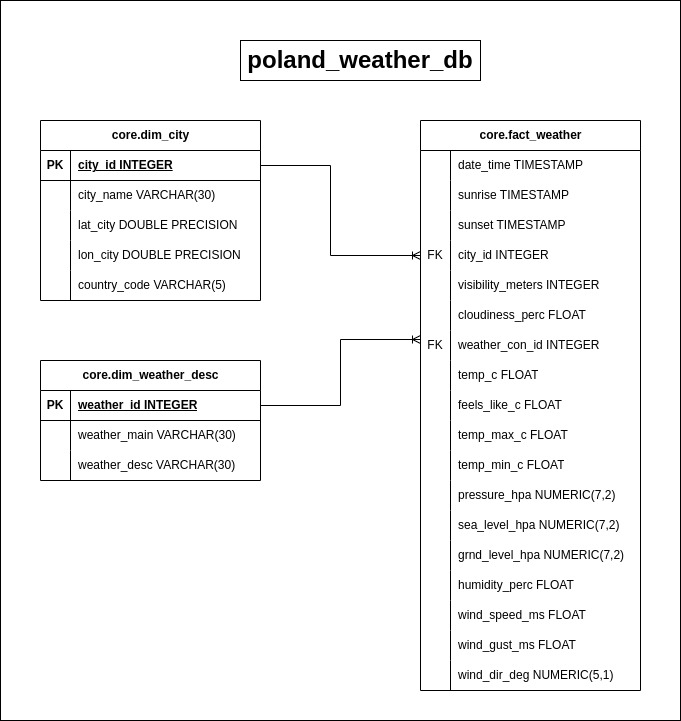 poland_weather_db
core.dim_city
PK city_id INTEGER
city_name VARCHAR(30)
lat_city DOUBLE PRECISION
lon_city DOUBLE PRECISION
country_code VARCHAR(5)
core.dim_weather_desc
PK weather_id INTEGER
weather_main VARCHAR(30)
weather_desc VARCHAR(30)
core.fact_weather
date_time TIMESTAMP
sunrise TIMESTAMP
sunset TIMESTAMP
FK city_id INTEGER
visibility_meters INTEGER
cloudiness_perc FLOAT
FK weather_con_id INTEGER
temp_c FLOAT
feels_like_c FLOAT
temp_max_c FLOAT
temp_min_c FLOAT
pressure_hpa NUMERIC(7,2)
sea_level_hpa NUMERIC(7,2)
grnd_level_hpa NUMERIC(7,2)
humidity_perc FLOAT
wind_speed_ms FLOAT
wind_gust_ms FLOAT
wind_dir_deg NUMERIC(5,1)